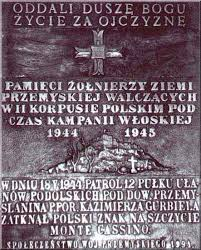 ODDALI DUSZĘ BOGU
ŻYCIE ZA OJCZYZNĘ
PAMIĘCI ŻOŁNIERZY ZIEMI
PRZEMYSKIEJ WALCZĄCYCH
W II KORPUSIE POLSKIM POD
CZAS KAMPANII WŁOSKIEJ
1944 1945
W DNIU 18 V 1944 PATROL 12 PUŁKU UŁA
NÓW PODOLSKICH POD DOW. PRZEMY
ŚLANINA PPOR. KAZIMIERZA GURBIELA
ZATKNĄŁ POLSKI ZNAK NA SZCZYCIE
MONTE CASSINO.
SPOŁECZEŃSTWO WOJ. PRZEMYSKIEGO 1994